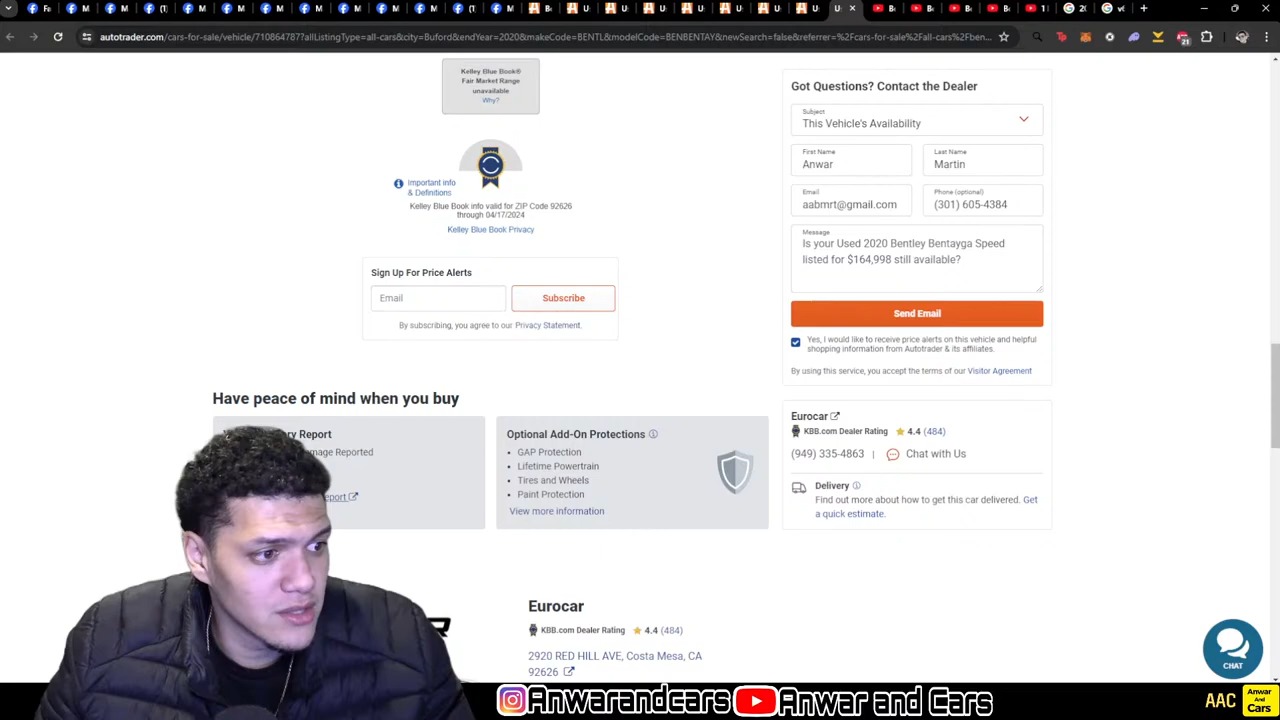 autotrader.com/cars-for-sale/vehicle/710864787?allListingType=all-cars&city=Buford&endYear=2020&makeCode=BENTL&modelCode=BENBENTAY&newSearch=false&referrer=%2Fcars-for-sale%2Fall-cars%2Fben...
21
Kelley Blue Book®
Fair Market Range
unavailable
Why?
Important info
& Definitions
Kelley Blue Book info valid for ZIP Code 92626
through 04/17/2024
Kelley Blue Book Privacy
Sign Up For Price Alerts
Email
Subscribe
By subscribing, you agree to our Privacy Statement.
Got Questions? Contact the Dealer
Subject
This Vehicle's Availability
First Name
Anwar
Last Name
Martin
Email
aabmrt@gmail.com
Phone (optional)
(301) 605-4384
Message
Is your Used 2020 Bentley Bentayga Speed
listed for $164,998 still available?
Send Email
Yes, I would like to receive price alerts on this vehicle and helpful
shopping information from Autotrader & its affiliates.
By using this service, you accept the terms of our Visitor Agreement
Have peace of mind when you buy
Report
Reported
Optional Add-On Protections
GAP Protection
Lifetime Powertrain
Tires and Wheels
Paint Protection
View more information
Eurocar
KBB.com Dealer Rating 4.4 (484)
(949) 335-4863 | Chat with Us
Delivery
Find out more about how to get this car delivered. Get
a quick estimate.
Eurocar
KBB.com Dealer Rating 4.4 (484)
2920 RED HILL AVE, Costa Mesa, CA
92626
CHAT
Anwarandcars
Anwar and Cars
AAC
Anwar
And
Cars